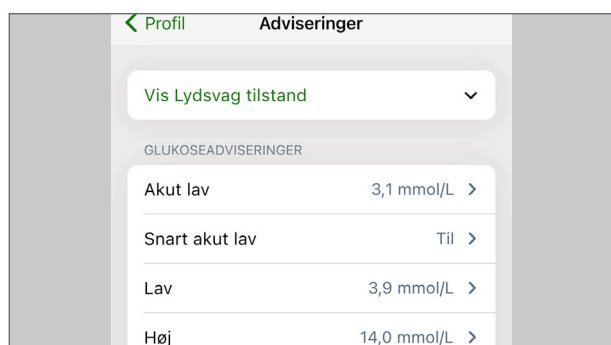 Profil Adviseringer
Vis Lydsvag tilstand
GLUKOSEADVISERINGER
Akut lav 3,1 mmol/L
Snart akut lav Til
Lav 3,9 mmol/L
Høj 14,0 mmol/L